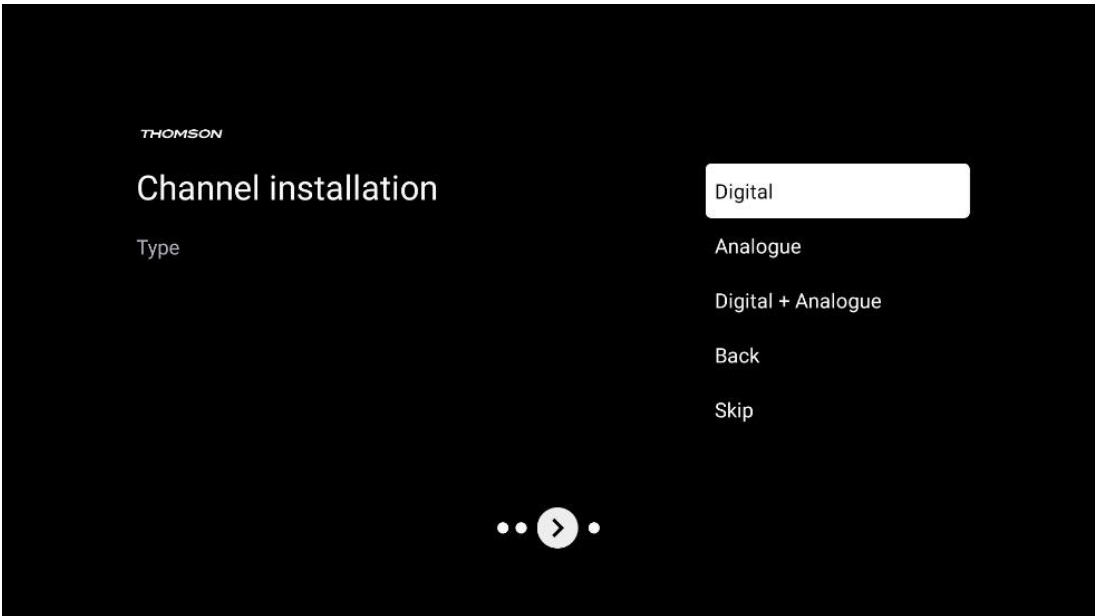 THOMSON
Channel installation
Type
Digital
Analogue
Digital + Analogue
Back
Skip